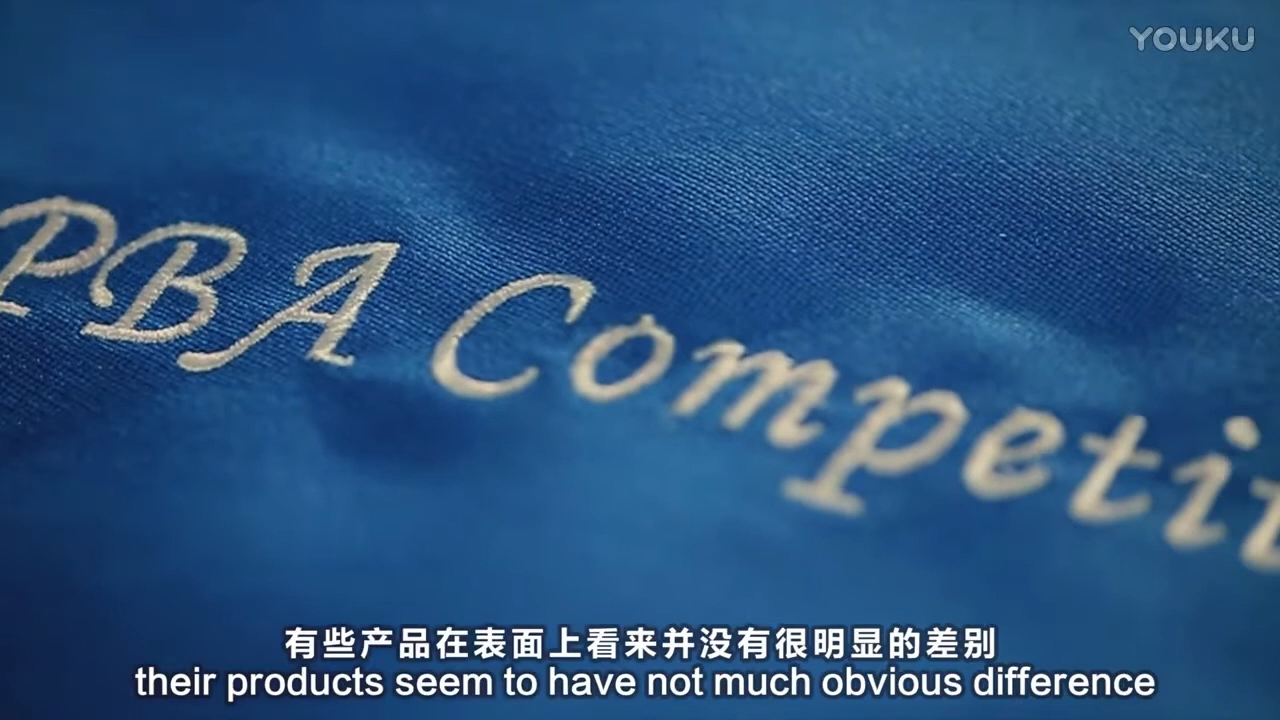 YOUKU
PBA Competit
有些产品在表面上看来并没有很明显的差别
their products seem to have not much obvious difference